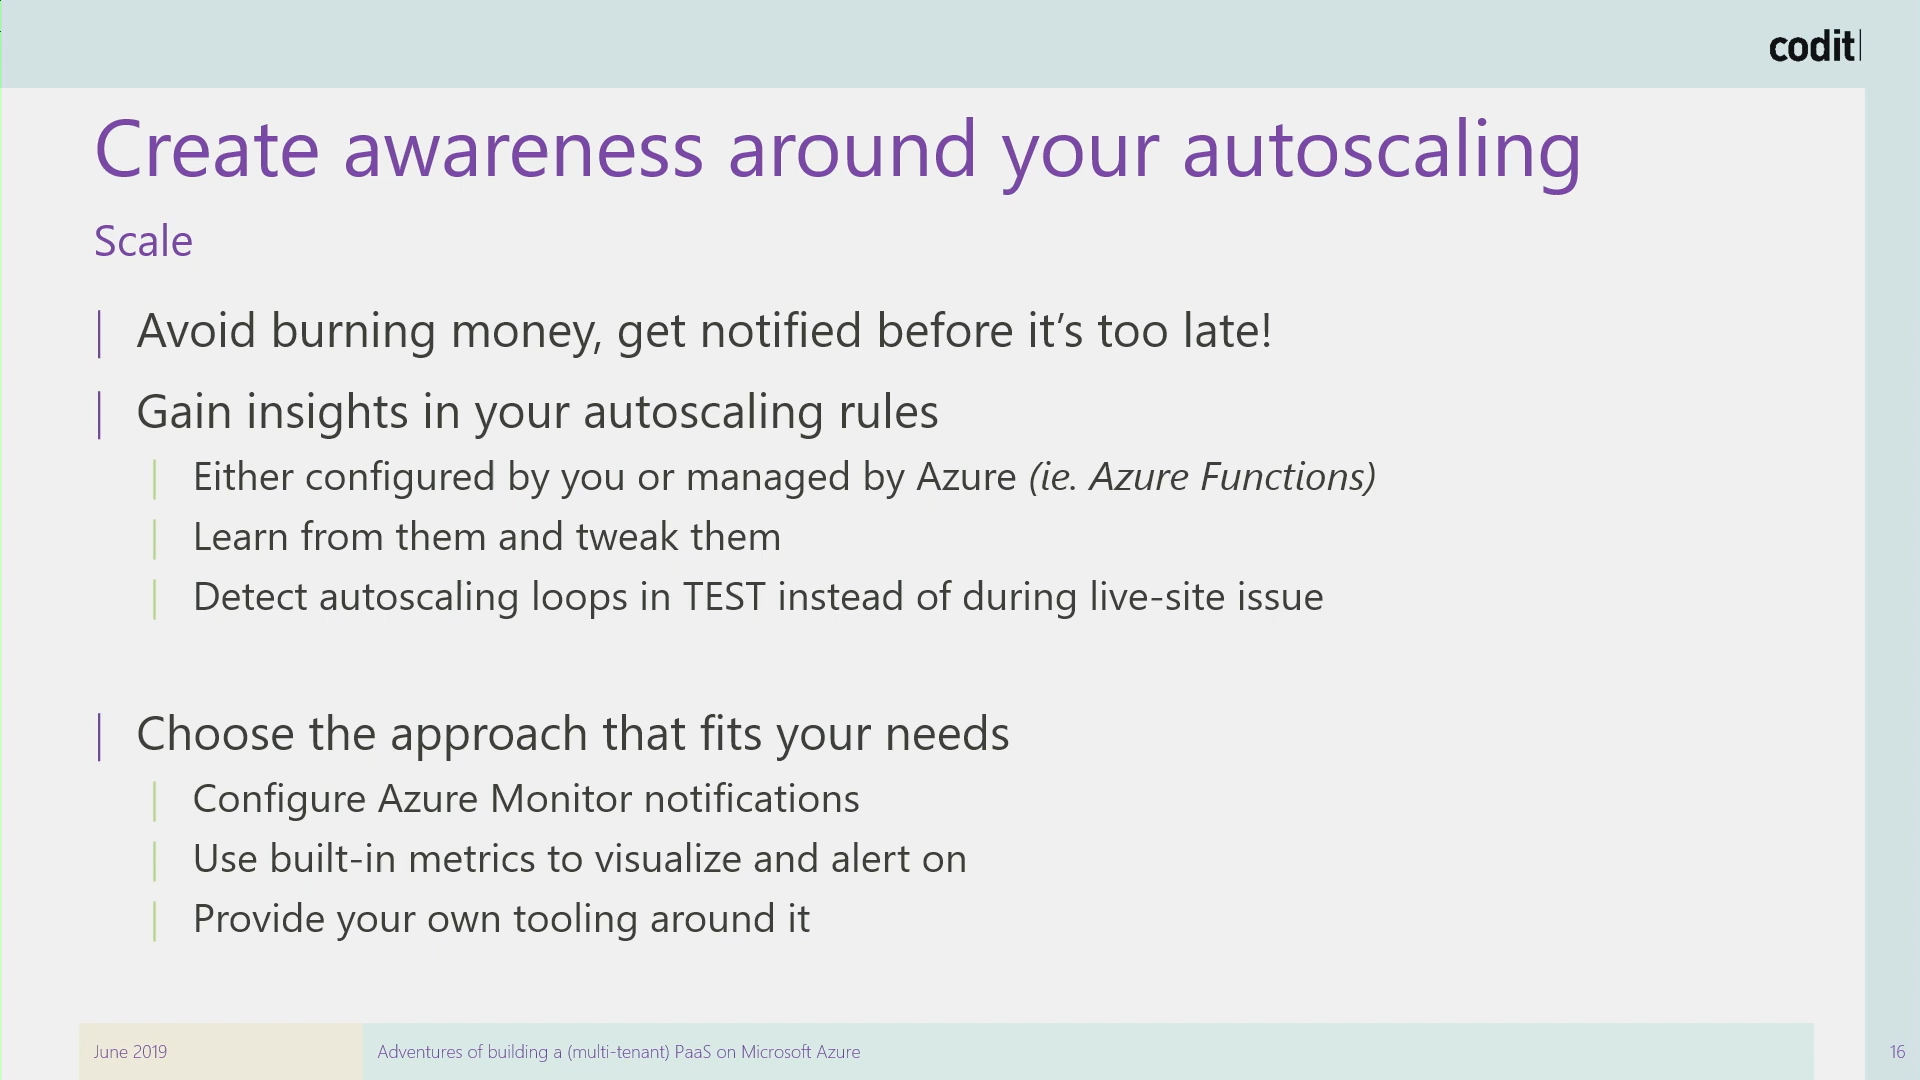 codit
Create awareness around your autoscaling
Scale
Avoid burning money, get notified before it’s too late!
Gain insights in your autoscaling rules
Either configured by you or managed by Azure (ie. Azure Functions)
Learn from them and tweak them
Detect autoscaling loops in TEST instead of during live-site issue
Choose the approach that fits your needs
Configure Azure Monitor notifications
Use built-in metrics to visualize and alert on
Provide your own tooling around it
June 2019
Adventures of building a (multi-tenant) PaaS on Microsoft Azure
16